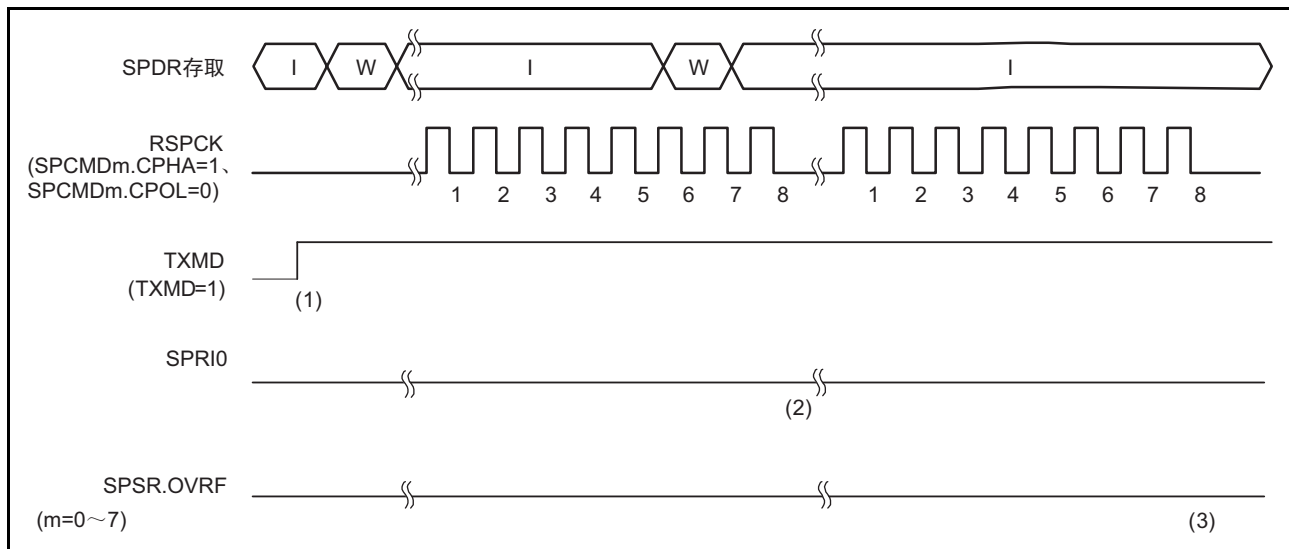 SPDR存取 I W I W I
RSPCK
(SPCMDm.CPHA=1、
SPCMDm.CPOL=0)
1 2 3 4 5 6 7 8 1 2 3 4 5 6 7 8
TXMD
(TXMD=1)
(1)
SPRI0
(2)
SPSR.OVRF
(m=0～7)
(3)